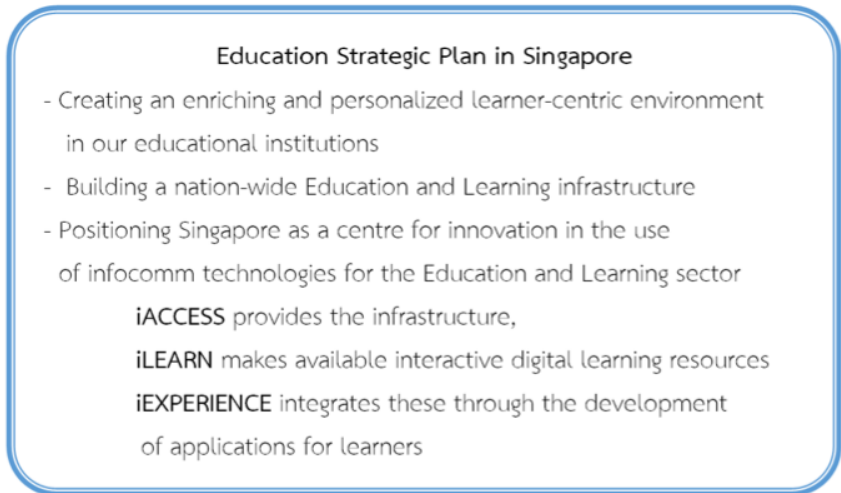 Education Strategic Plan in Singapore
- Creating an enriching and personalized learner-centric environment
in our educational institutions
- Building a nation-wide Education and Learning infrastructure
- Positioning Singapore as a centre for innovation in the use
of infocomm technologies for the Education and Learning sector
iACCESS provides the infrastructure,
iLEARN makes available interactive digital learning resources
iEXPERIENCE integrates these through the development
of applications for learners